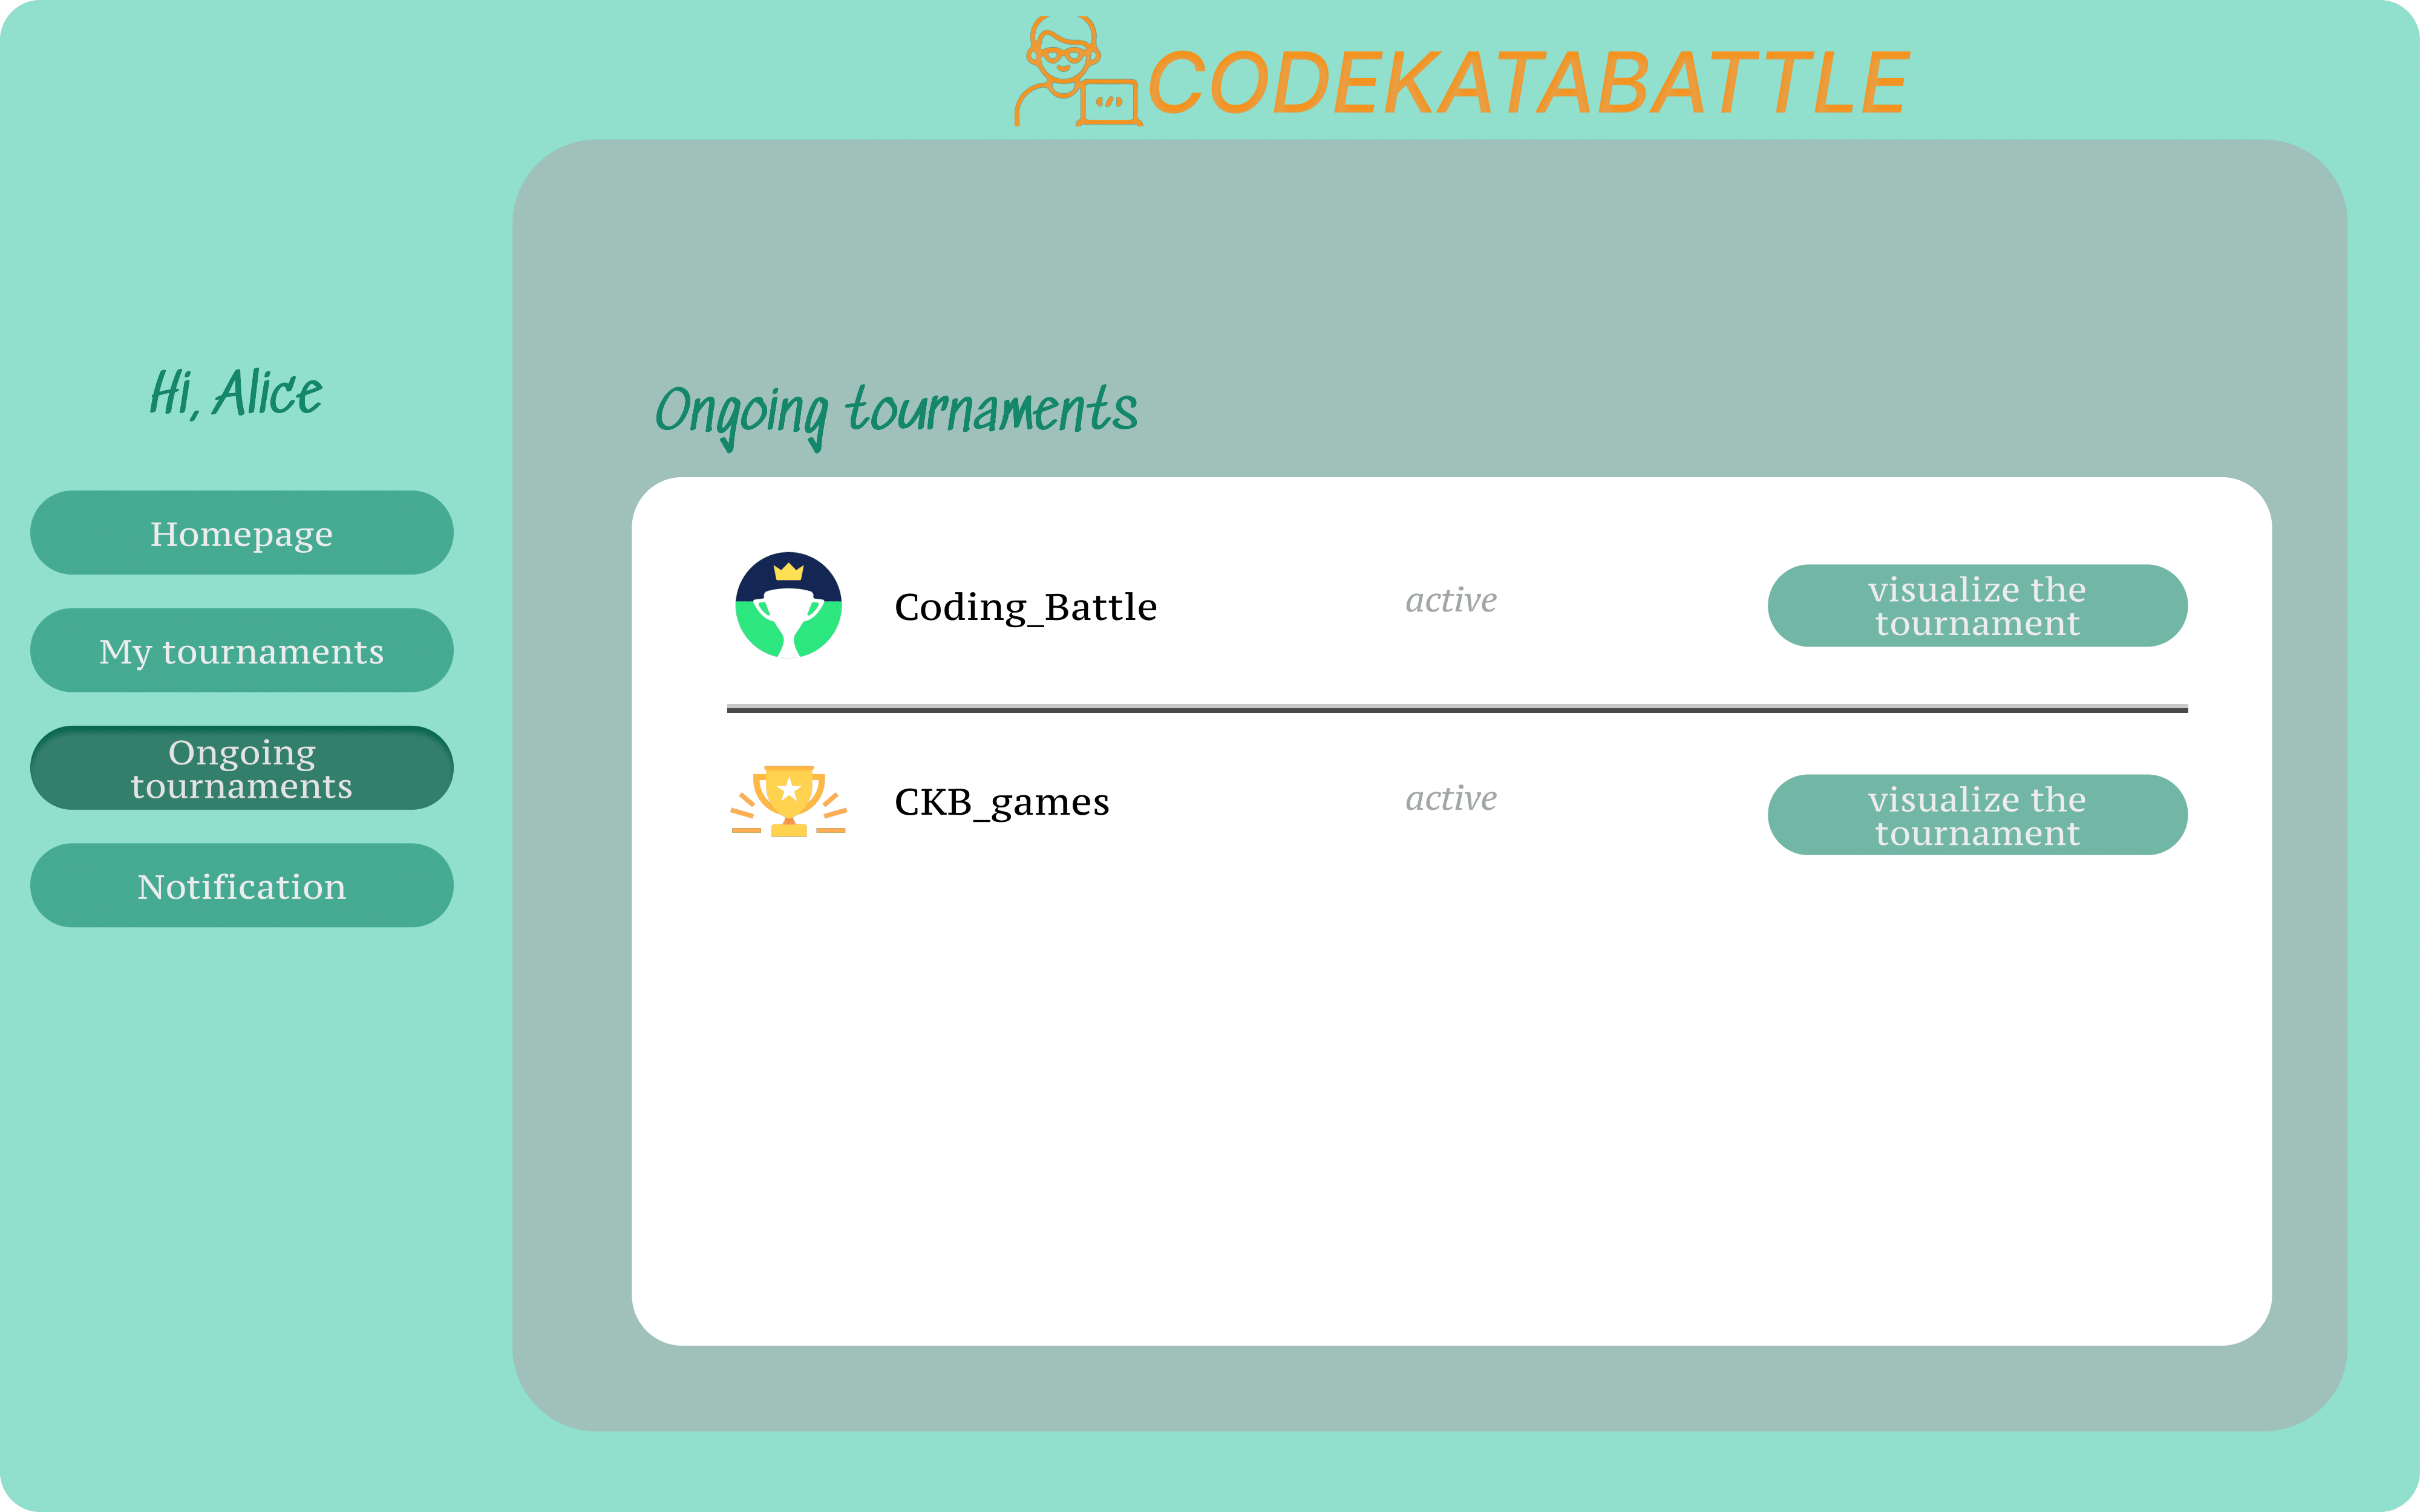 CODEKATABATTLE
Hi, Alice
Homepage
My tournaments
Ongoing
tournaments
Notification
Ongoing tournaments
Coding_Battle
active
visualize the
tournament
CKB_games
active
visualize the
tournament